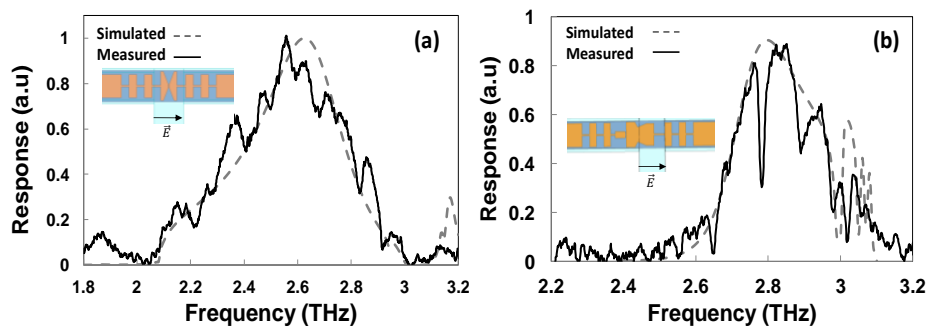 Simulated
Measured
(a)
E
Response (a.u)
1
0.8
0.6
0.4
0.2
0
1.8 2 2.2 2.4 2.6 2.8 3 3.2
Frequency (THz)
Simulated
Measured
(b)
E
Response (a.u)
1
0.8
0.6
0.4
0.2
0
2.2 2.4 2.6 2.8 3.0 3.2
Frequency (THz)